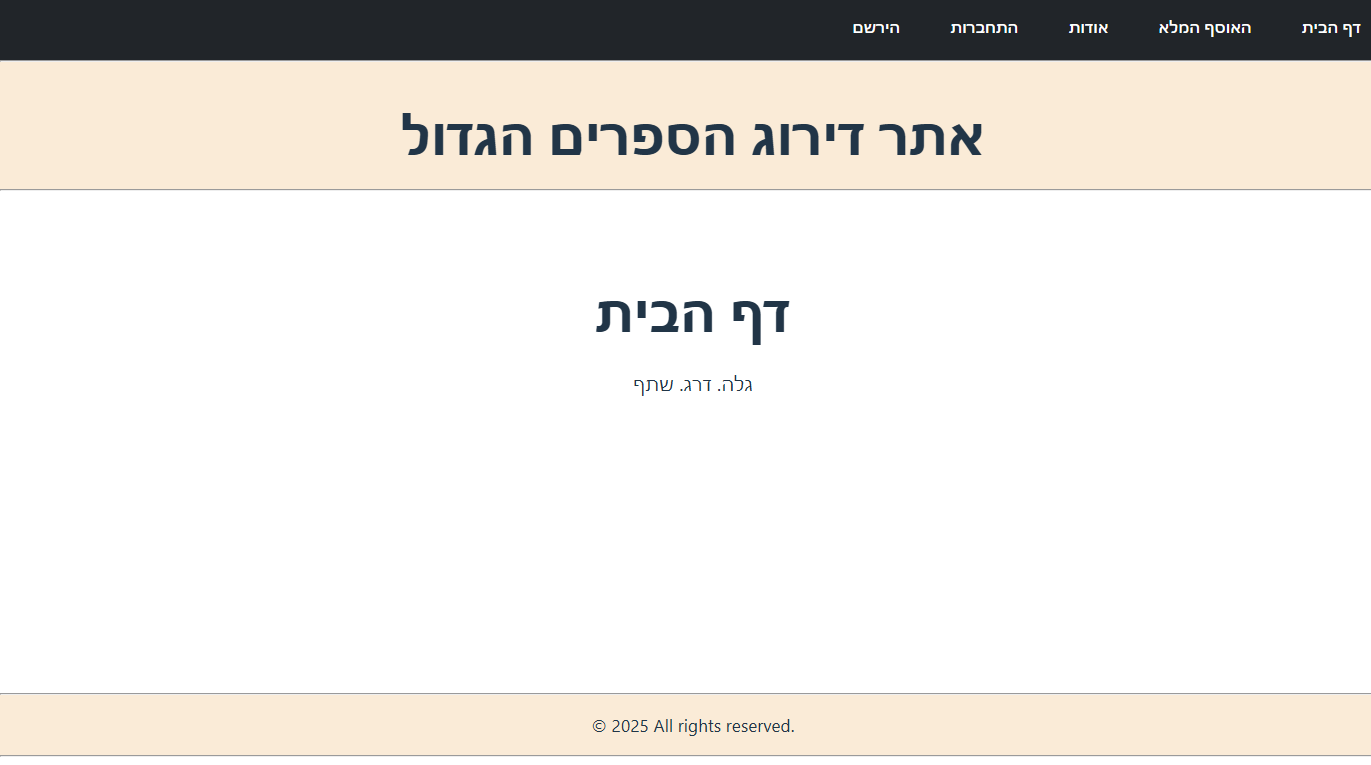 דף הבית האוסף המלא אודות התחברות הירשם
אתר דירוג הספרים הגדול
דף הבית
גלה. דרג. שתף
© 2025 All rights reserved.